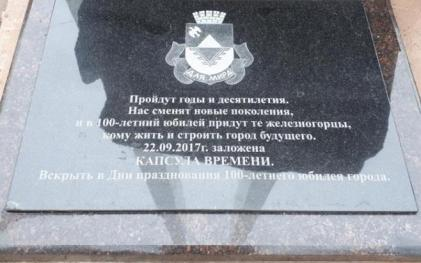 ДЛЯ МИРА
Пройдут годы и десятилетия.
Нас сменят новые поколения,
и в 100-летний юбилей придут те железногорцы,
кому жить и строить город будущего.
22.09.2017г. заложена
КАПСУЛА ВРЕМЕНИ.
Вскрыть в Дни празднования 100-летнего юбилея города.